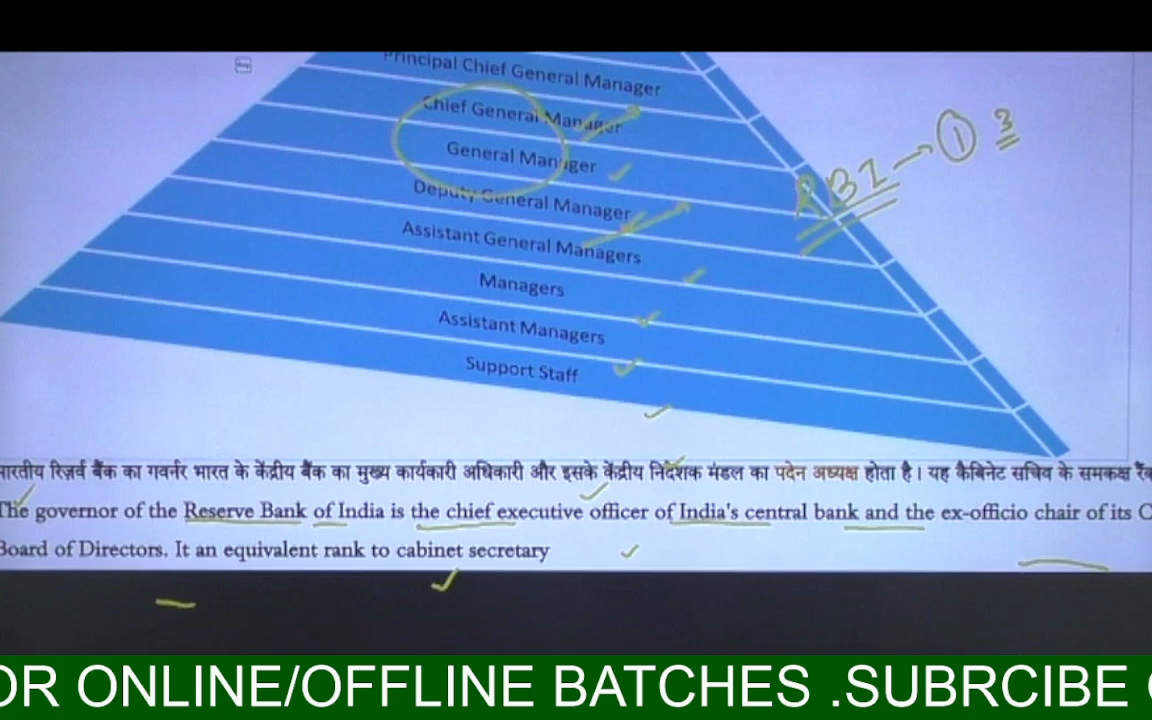 Principal Chief General Manager
Chief General Manager
General Manager
Deputy General Manager
Assistant General Managers
Managers
Assistant Managers
Support Staff
RBI → ① 3
भारतीय रिज़र्व बैंक का गवर्नर भारत के केंद्रीय बैंक का मुख्य कार्यकारी अधिकारी और इसके केंद्रीय निदेशक मंडल का पदेन अध्यक्ष होता है। यह कैबिनेट सचिव के समकक्ष
The governor of the Reserve Bank of India is the chief executive officer of India's central bank and the ex-officio chair of its C
Board of Directors. It an equivalent rank to cabinet secretary
OR ONLINE/OFFLINE BATCHES .SUBRCIBE